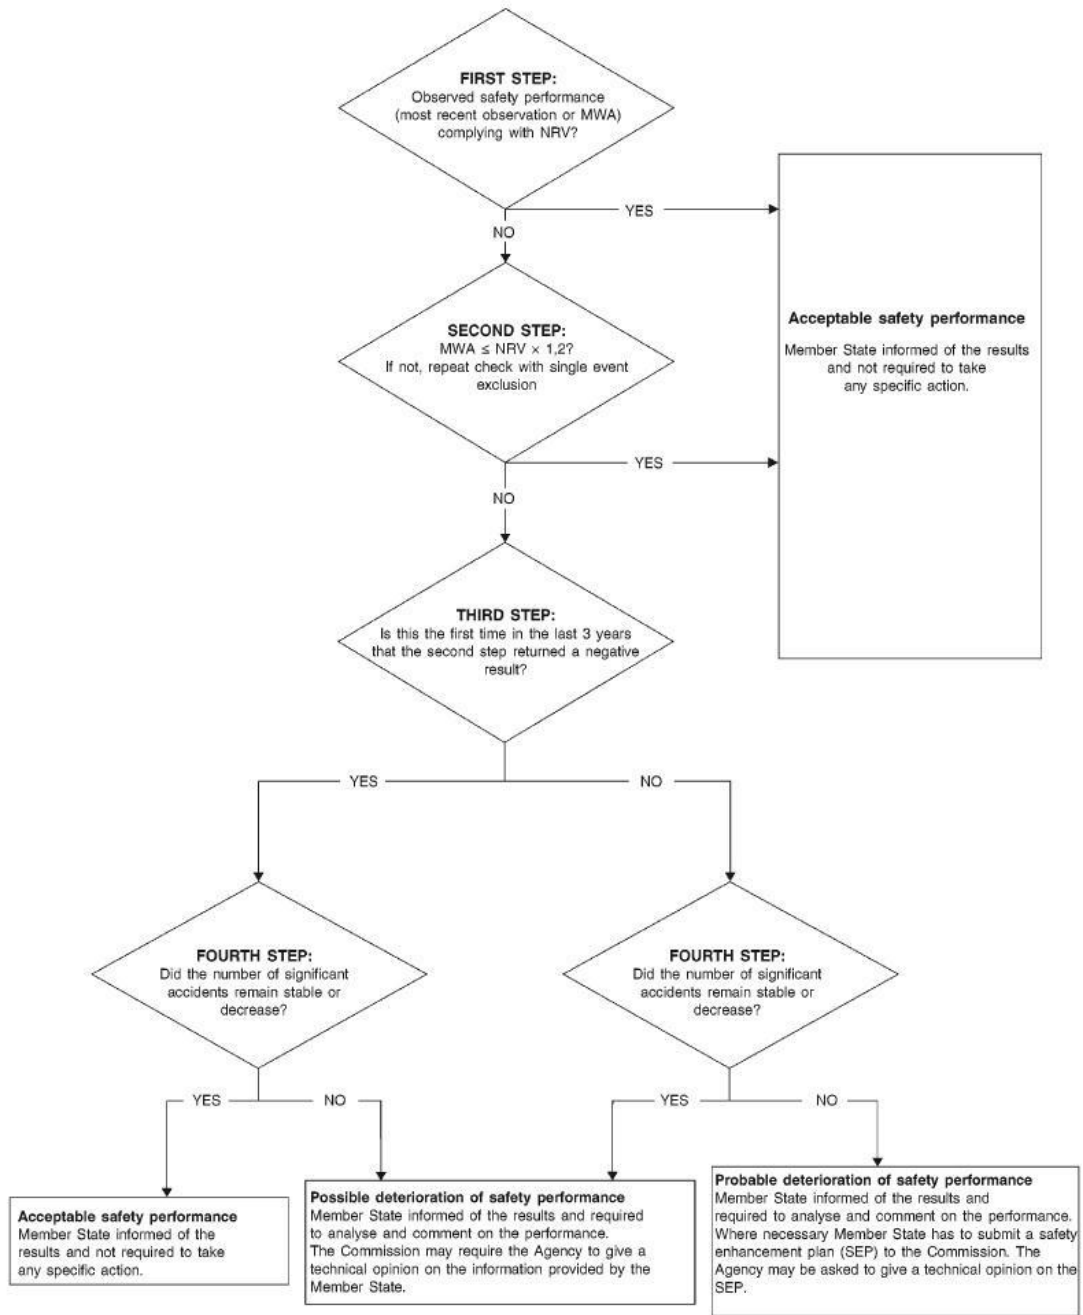 FIRST STEP:
Observed safety performance
(most recent observation or MWA)
complying with NRV?
YES
NO
SECOND STEP:
MWA ≤ NRV × 1,2?
If not, repeat check with single event
exclusion
Acceptable safety performance
Member State informed of the results
and not required to take
any specific action.
YES
NO
THIRD STEP:
Is this the first time in the last 3 years
that the second step returned a negative
result?
YES
NO
FOURTH STEP:
Did the number of significant
accidents remain stable or
decrease?
FOURTH STEP:
Did the number of significant
accidents remain stable or
decrease?
YES
NO
YES
NO
Acceptable safety performance
Member State informed of the
results and not required to take
any specific action.
Possible deterioration of safety performance
Member State informed of the results and required
to analyse and comment on the performance.
The Commission may require the Agency to give a
technical opinion on the information provided by the
Member State.
Probable deterioration of safety performance
Member State informed of the results and
required to analyse and comment on the performance.
Where necessary Member State has to submit a safety
enhancement plan (SEP) to the Commission. The
Agency may be asked to give a technical opinion on the
SEP.